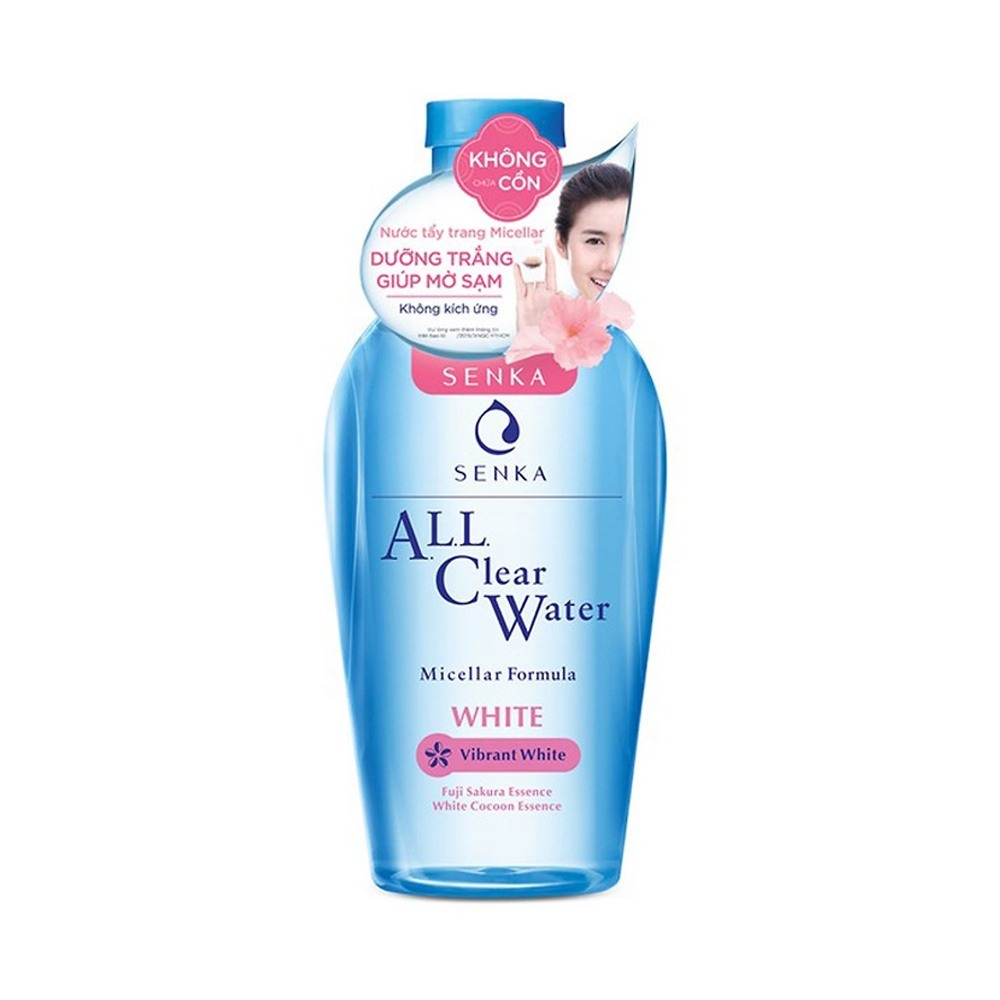 KHÔNG
CHỨA CỒN
Nước tẩy trang Micellar
DƯỠNG TRẮNG
GIÚP MỜ SẠM
Không kích ứng
SENKA
SENKA
A.L.L.
Clear
Water
Micellar Formula
WHITE
Vibrant White
Fuji Sakura Essence
White Cocoon Essence